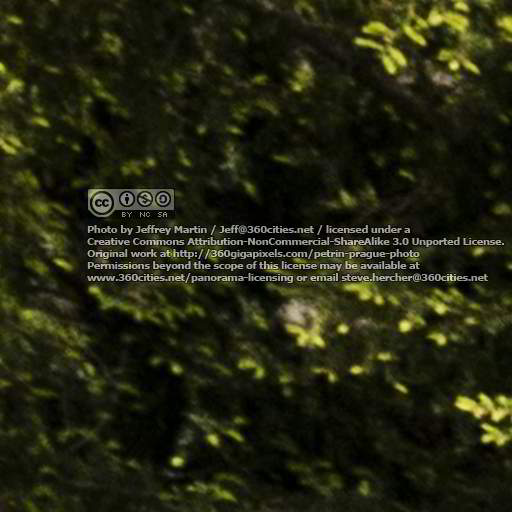 cc
BY NC SA
Photo by Jeffrey Martin / Jeff@360cities.net / licensed under a
Creative Commons Attribution-NonCommercial-ShareAlike 3.0 Unported License.
Original work at http://360gigapixels.com/petrin-prague-photo
Permissions beyond the scope of this license may be available at
www.360cities.net/panorama-licensing or email steve.hercher@360cities.net